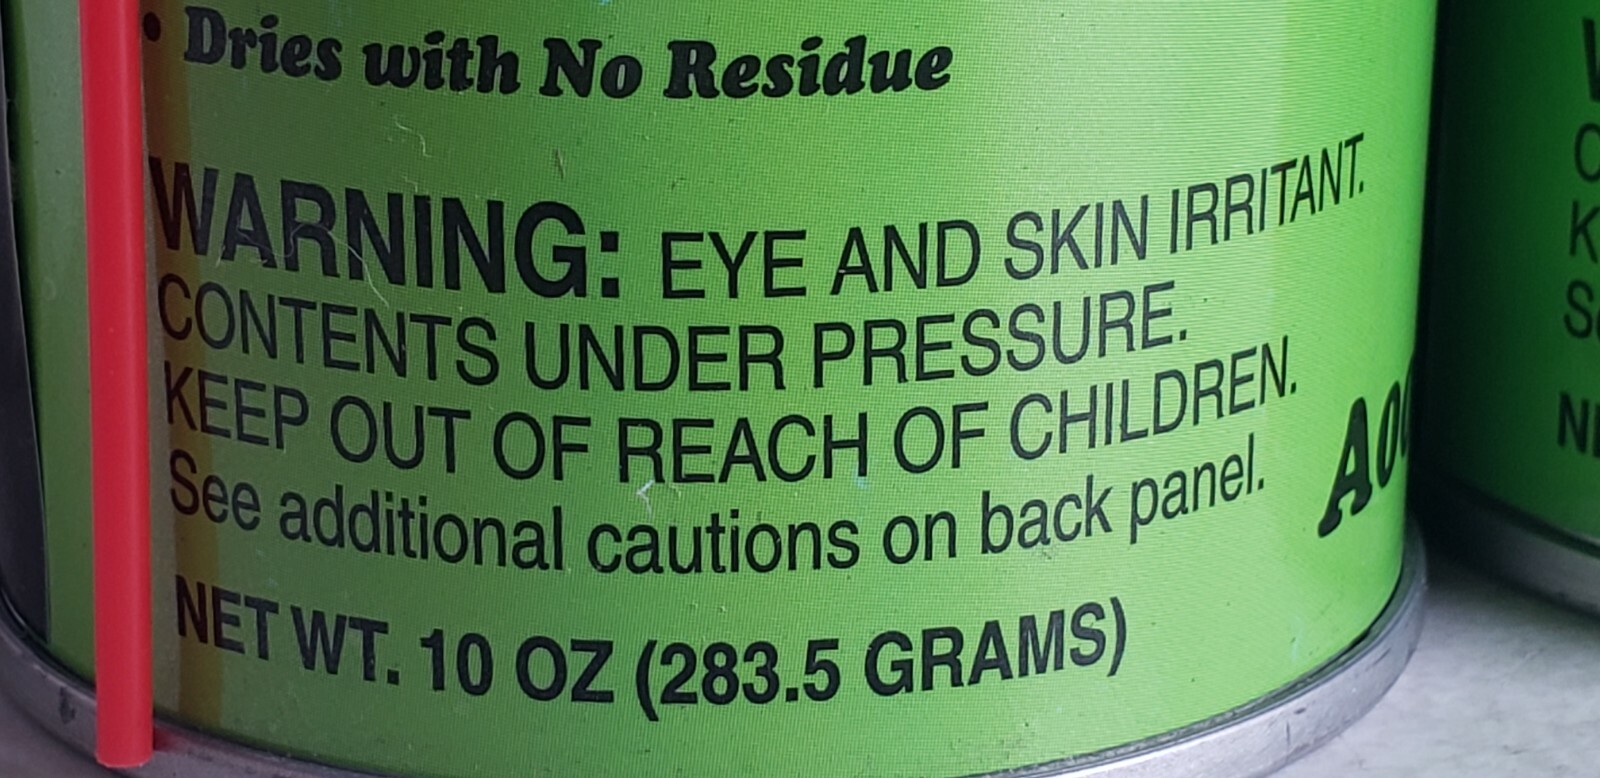 • Dries with No Residue
WARNING: EYE AND SKIN IRRITANT.
CONTENTS UNDER PRESSURE.
KEEP OUT OF REACH OF CHILDREN.
See additional cautions on back panel.
NET WT. 10 OZ (283.5 GRAMS)